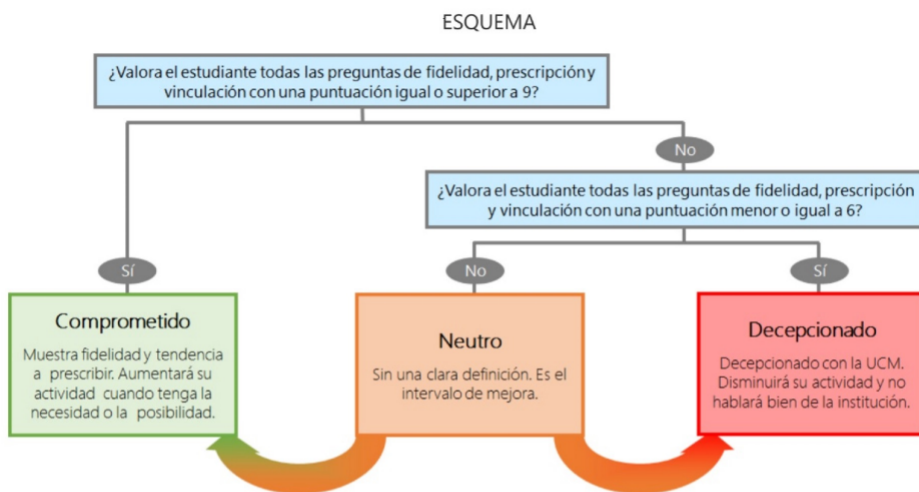 ESQUEMA
¿Valora el estudiante todas las preguntas de fidelidad, prescripción y
vinculación con una puntuación igual o superior a 9?
No
¿Valora el estudiante todas las preguntas de fidelidad, prescripción
y vinculación con una puntuación menor o igual a 6?
Sí
No
Sí
Comprometido
Muestra fidelidad y tendencia
a prescribir. Aumentará su
actividad cuando tenga la
necesidad o la posibilidad.
Neutro
Sin una clara definición. Es el
intervalo de mejora.
Decepcionado
Decepcionado con la UCM.
Disminuirá su actividad y no
hablará bien de la institución.